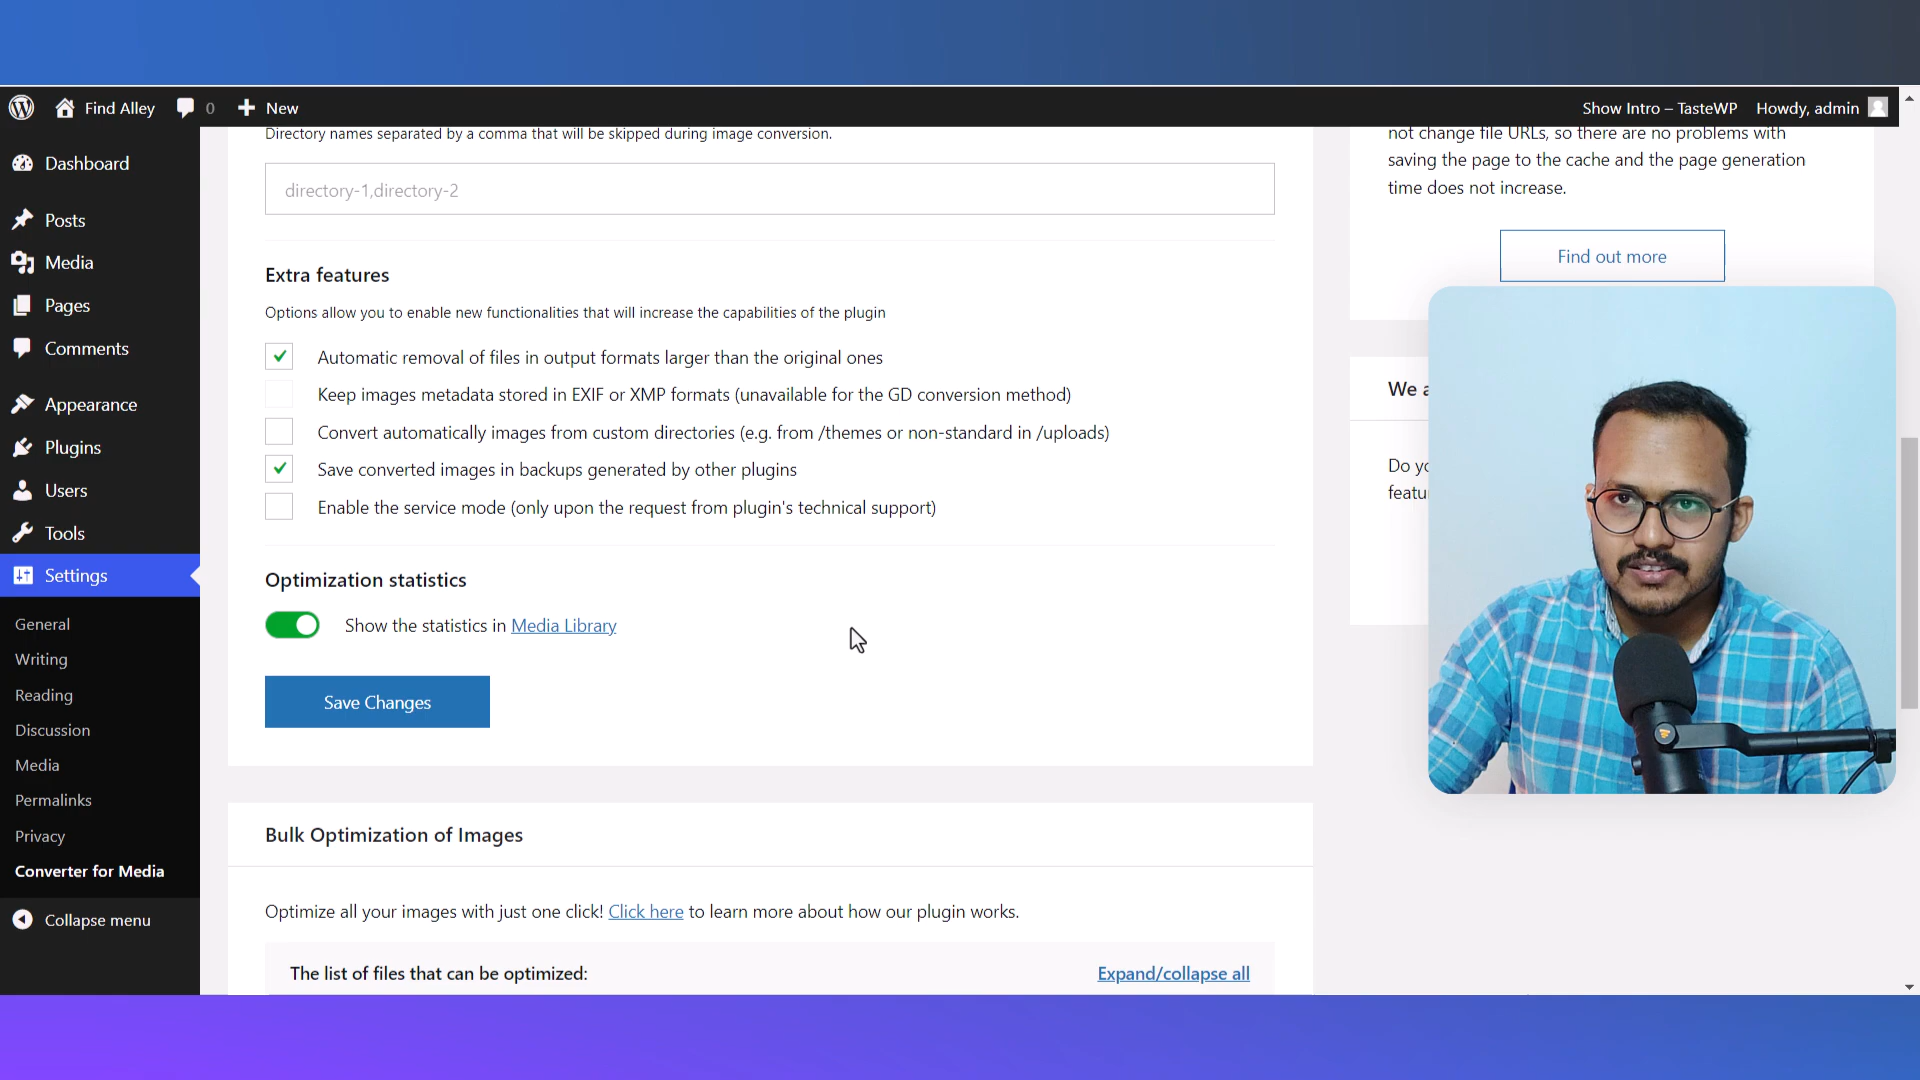 Find Alley
0
New
Show Intro – TasteWP
Howdy, admin
Dashboard
Posts
Media
Pages
Comments
Appearance
Plugins
Users
Tools
Settings
General
Writing
Reading
Discussion
Media
Permalinks
Privacy
Converter for Media
Collapse menu
Directory names separated by a comma that will be skipped during image conversion.
directory-1,directory-2
Extra features
Options allow you to enable new functionalities that will increase the capabilities of the plugin
Automatic removal of files in output formats larger than the original ones
Keep images metadata stored in EXIF or XMP formats (unavailable for the GD conversion method)
Convert automatically images from custom directories (e.g. from /themes or non-standard in /uploads)
Save converted images in backups generated by other plugins
Enable the service mode (only upon the request from plugin's technical support)
Optimization statistics
Show the statistics in Media Library
Save Changes
Bulk Optimization of Images
Optimize all your images with just one click! Click here to learn more about how our plugin works.
The list of files that can be optimized:
Expand/collapse all
not change file URLs, so there are no problems with
saving the page to the cache and the page generation
time does not increase.
Find out more
We
Do